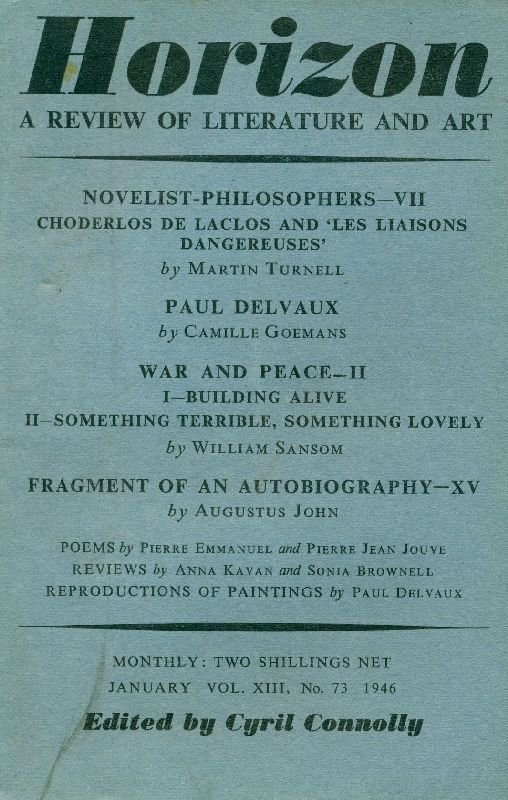 Horizon
A REVIEW OF LITERATURE AND ART
NOVELIST-PHILOSOPHERS—VII
CHODERLOS DE LACLOS AND ‘LES LIAISONS
DANGEREUSES’
by MARTIN TURNELL
PAUL DELVAUX
by CAMILLE GOEMANS
WAR AND PEACE—II
I—BUILDING ALIVE
II—SOMETHING TERRIBLE, SOMETHING LOVELY
by WILLIAM SANSOM
FRAGMENT OF AN AUTOBIOGRAPHY—XV
by AUGUSTUS JOHN
POEMS by PIERRE EMMANUEL and PIERRE JEAN JOUVE
REVIEWS by ANNA KAVAN and SONIA BROWNELL
REPRODUCTIONS OF PAINTINGS by PAUL DELVAUX
MONTHLY: TWO SHILLINGS NET
JANUARY VOL. XIII, No. 73 1946
Edited by Cyril Connolly